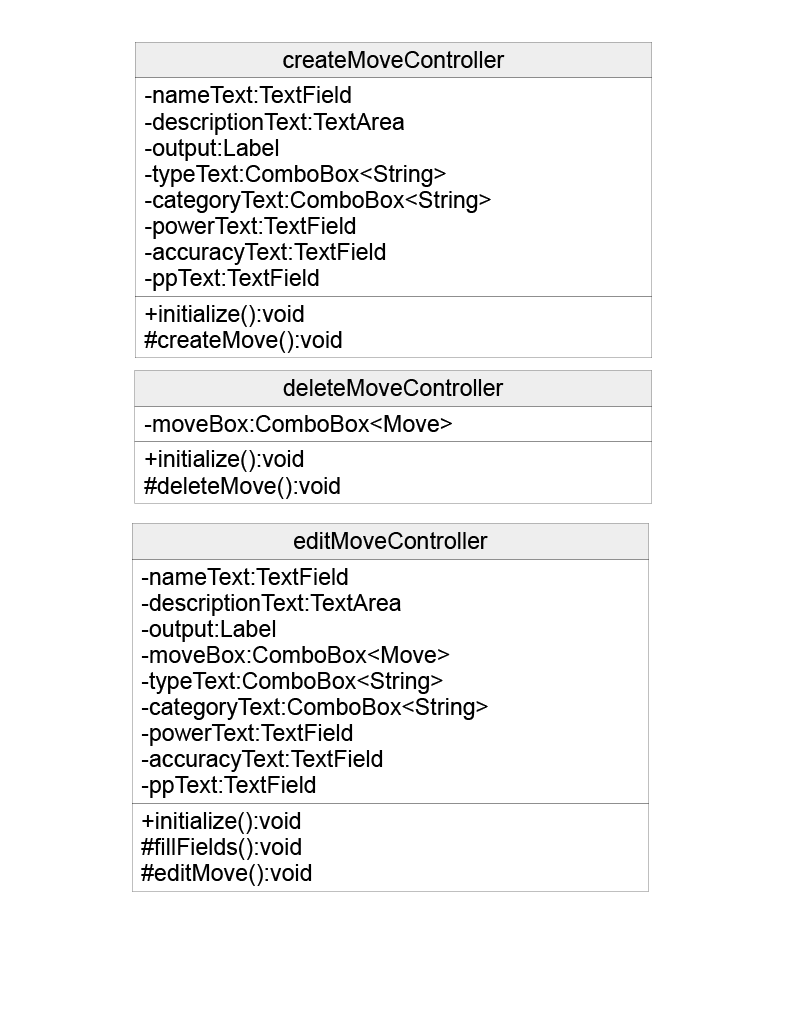 createMoveController
-nameText:TextField
-descriptionText:TextArea
-output:Label
-typeText:ComboBox<String>
-categoryText:ComboBox<String>
-powerText:TextField
-accuracyText:TextField
-ppText:TextField
+initialize():void
#createMove():void
deleteMoveController
-moveBox:ComboBox<Move>
+initialize():void
#deleteMove():void
editMoveController
-nameText:TextField
-descriptionText:TextArea
-output:Label
-moveBox:ComboBox<Move>
-typeText:ComboBox<String>
-categoryText:ComboBox<String>
-powerText:TextField
-accuracyText:TextField
-ppText:TextField
+initialize():void
#fillFields():void
#editMove():void